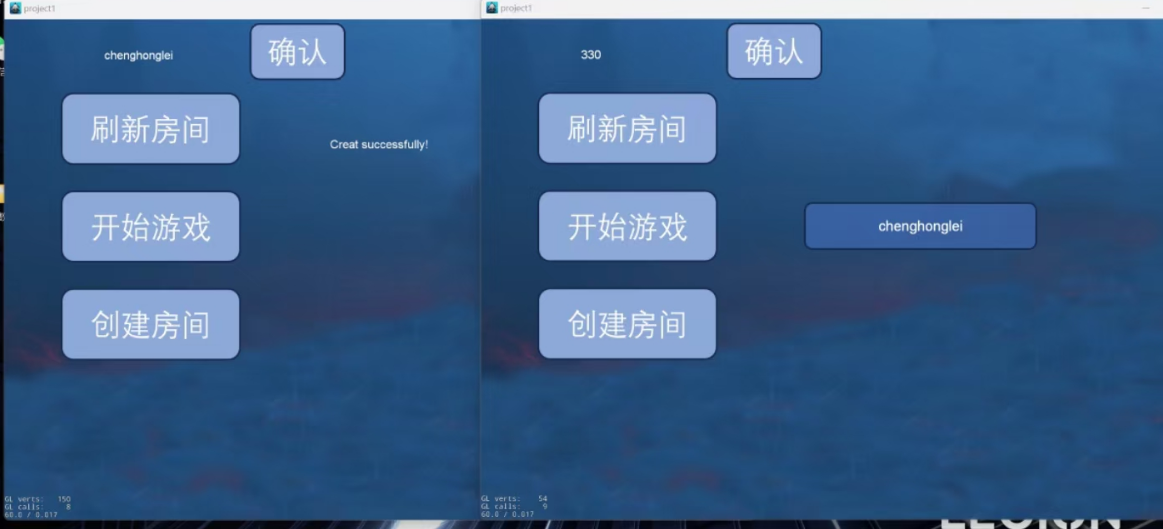 project1
chenghonglei
确认
刷新房间
Creat successfully!
开始游戏
创建房间
GL verts: 150
GL calls: 8
60.0 / 0.017
project1
330
确认
刷新房间
开始游戏
chenghonglei
创建房间
GL verts: 54
GL calls: 9
60.0 / 0.017
LEGION